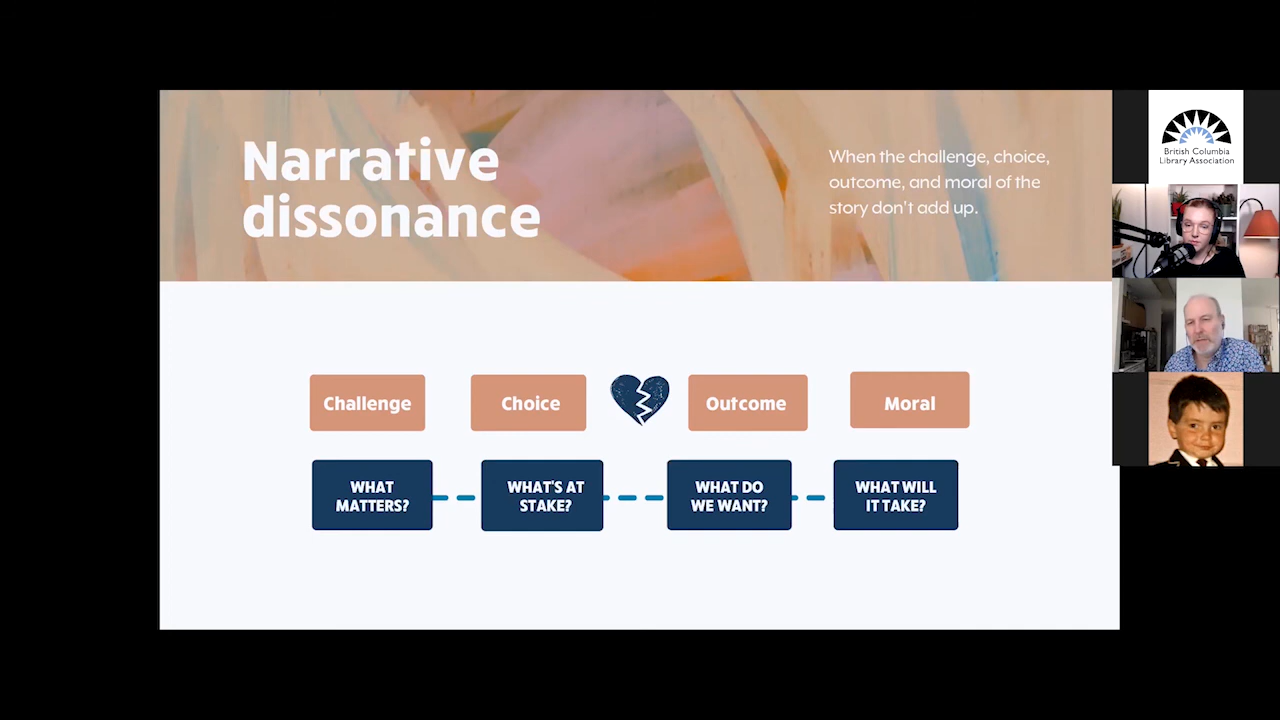 Narrative
dissonance
When the challenge, choice,
outcome, and moral of the
story don't add up.
British Columbia
Library Association
Challenge
Choice
Outcome
Moral
WHAT
MATTERS?
WHAT'S AT
STAKE?
WHAT DO
WE WANT?
WHAT WILL
IT TAKE?